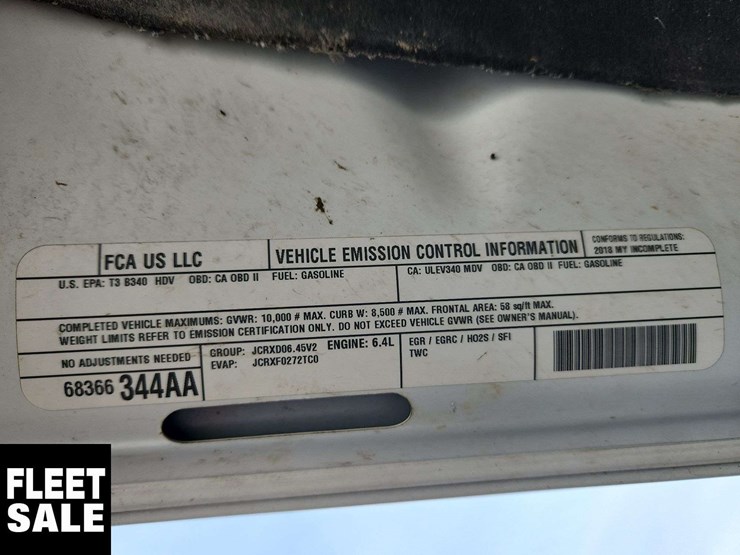 FCA US LLC
VEHICLE EMISSION CONTROL INFORMATION
CONFORMS TO REGULATIONS:
2018 MY INCOMPLETE
U.S. EPA: T3 B340 HDV OBD: CA OBD II FUEL: GASOLINE
CA: ULEV340 MDV OBD: CA OBD II FUEL: GASOLINE
COMPLETED VEHICLE MAXIMUMS: GVWR: 10,000 # MAX. CURB W: 8,500 # MAX. FRONTAL AREA: 58 sq/ft MAX.
WEIGHT LIMITS REFER TO EMISSION CERTIFICATION ONLY. DO NOT EXCEED VEHICLE GVWR (SEE OWNER'S MANUAL).
NO ADJUSTMENTS NEEDED
68366 344AA
GROUP: JCRXD06.45V2 ENGINE: 6.4L
EVAP: JCRXF0272TC0
EGR / EGRC / HO2S / SFI
TWC
FLEET
SALE